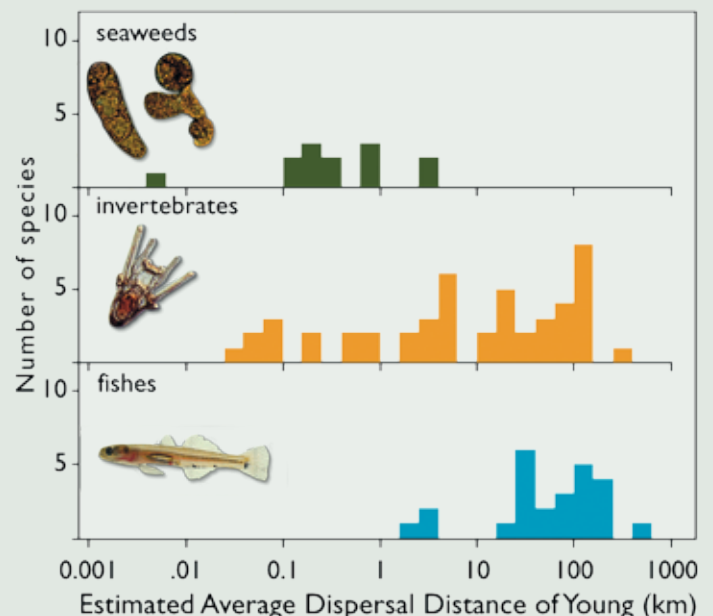 10
seaweeds
5
10
invertebrates
5
10
fishes
5
Number of species
0.001 .01 0.1 1 10 100 1000
Estimated Average Dispersal Distance of Young (km)